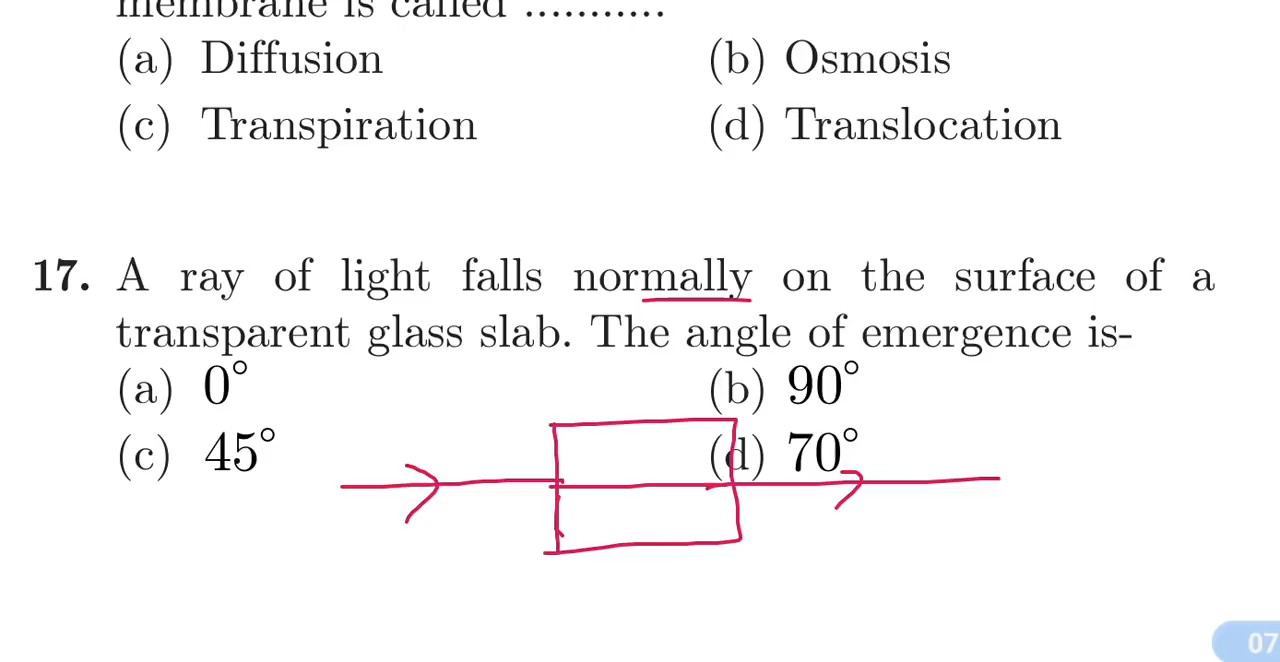 membrane is called ...........
(a) Diffusion (b) Osmosis
(c) Transpiration (d) Translocation
17. A ray of light falls normally on the surface of a
transparent glass slab. The angle of emergence is-
(a) 0° (b) 90°
(c) 45° (d) 70°
07